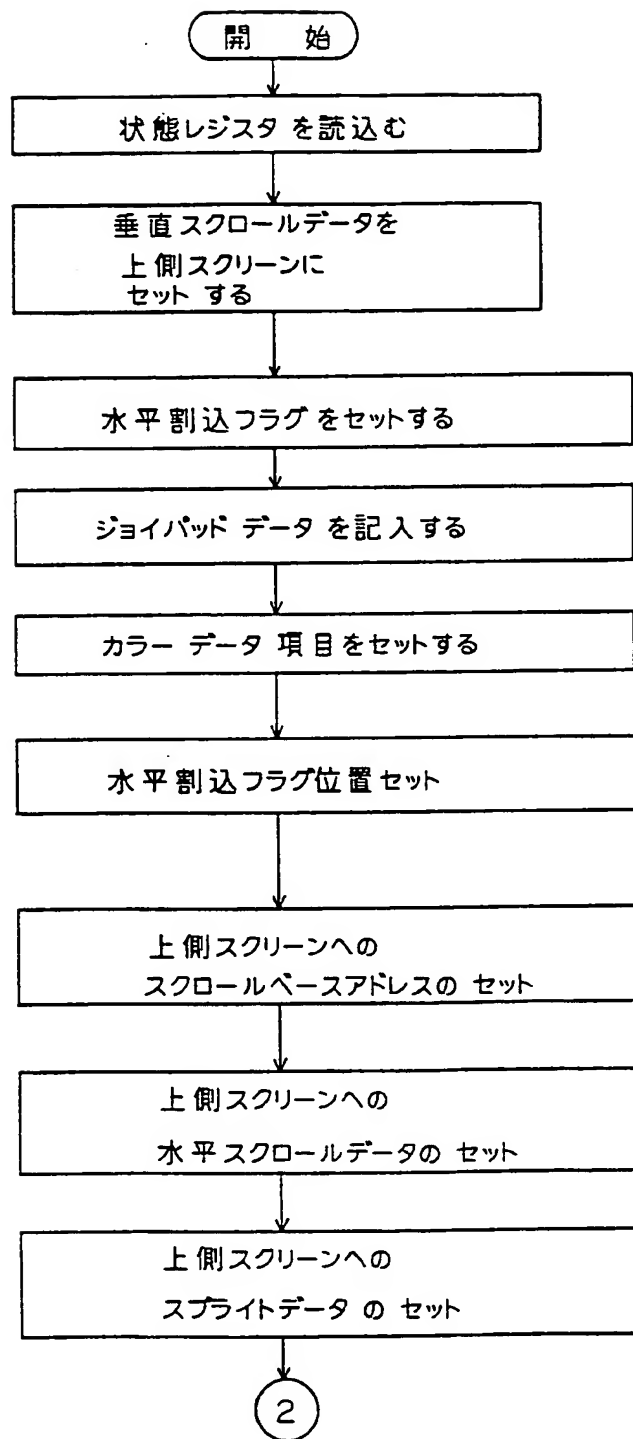 開 始
状態レジスタを読込む
垂直スクロールデータを
上側スクリーンに
セットする
水平割込フラグをセットする
ジョイパッド データを記入する
カラー データ 項目をセットする
水平割込フラグ位置セット
上側スクリーンへの
スクロールベースアドレスの セット
上側スクリーンへの
水平スクロールデータの セット
上側スクリーンへの
スプライトデータ の セット
2